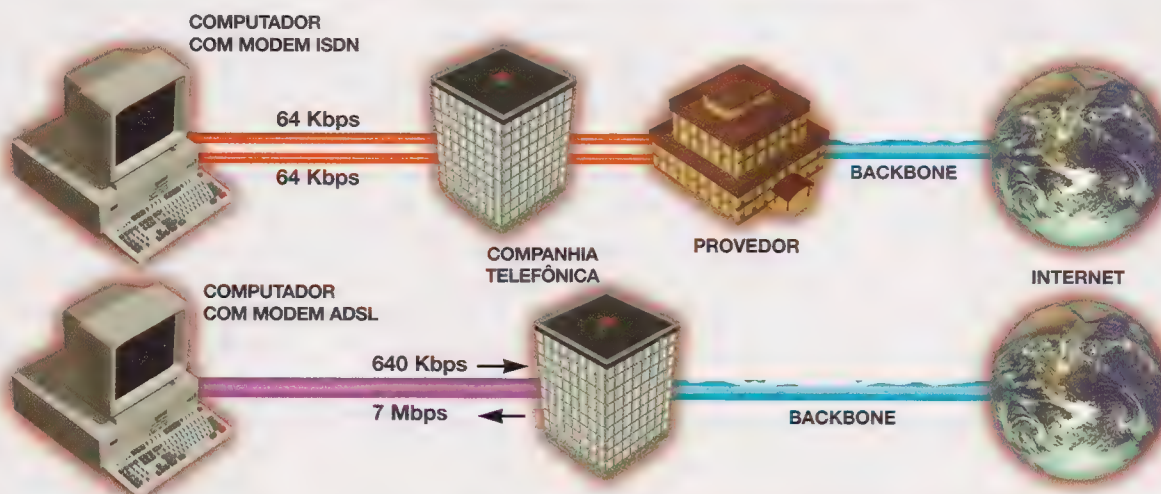 COMPUTADOR
COM MODEM ISDN
64 Kbps
64 Kbps
BACKBONE
PROVEDOR
COMPANHIA
TELEFÔNICA
INTERNET
COMPUTADOR
COM MODEM ADSL
640 Kbps
7 Mbps
BACKBONE